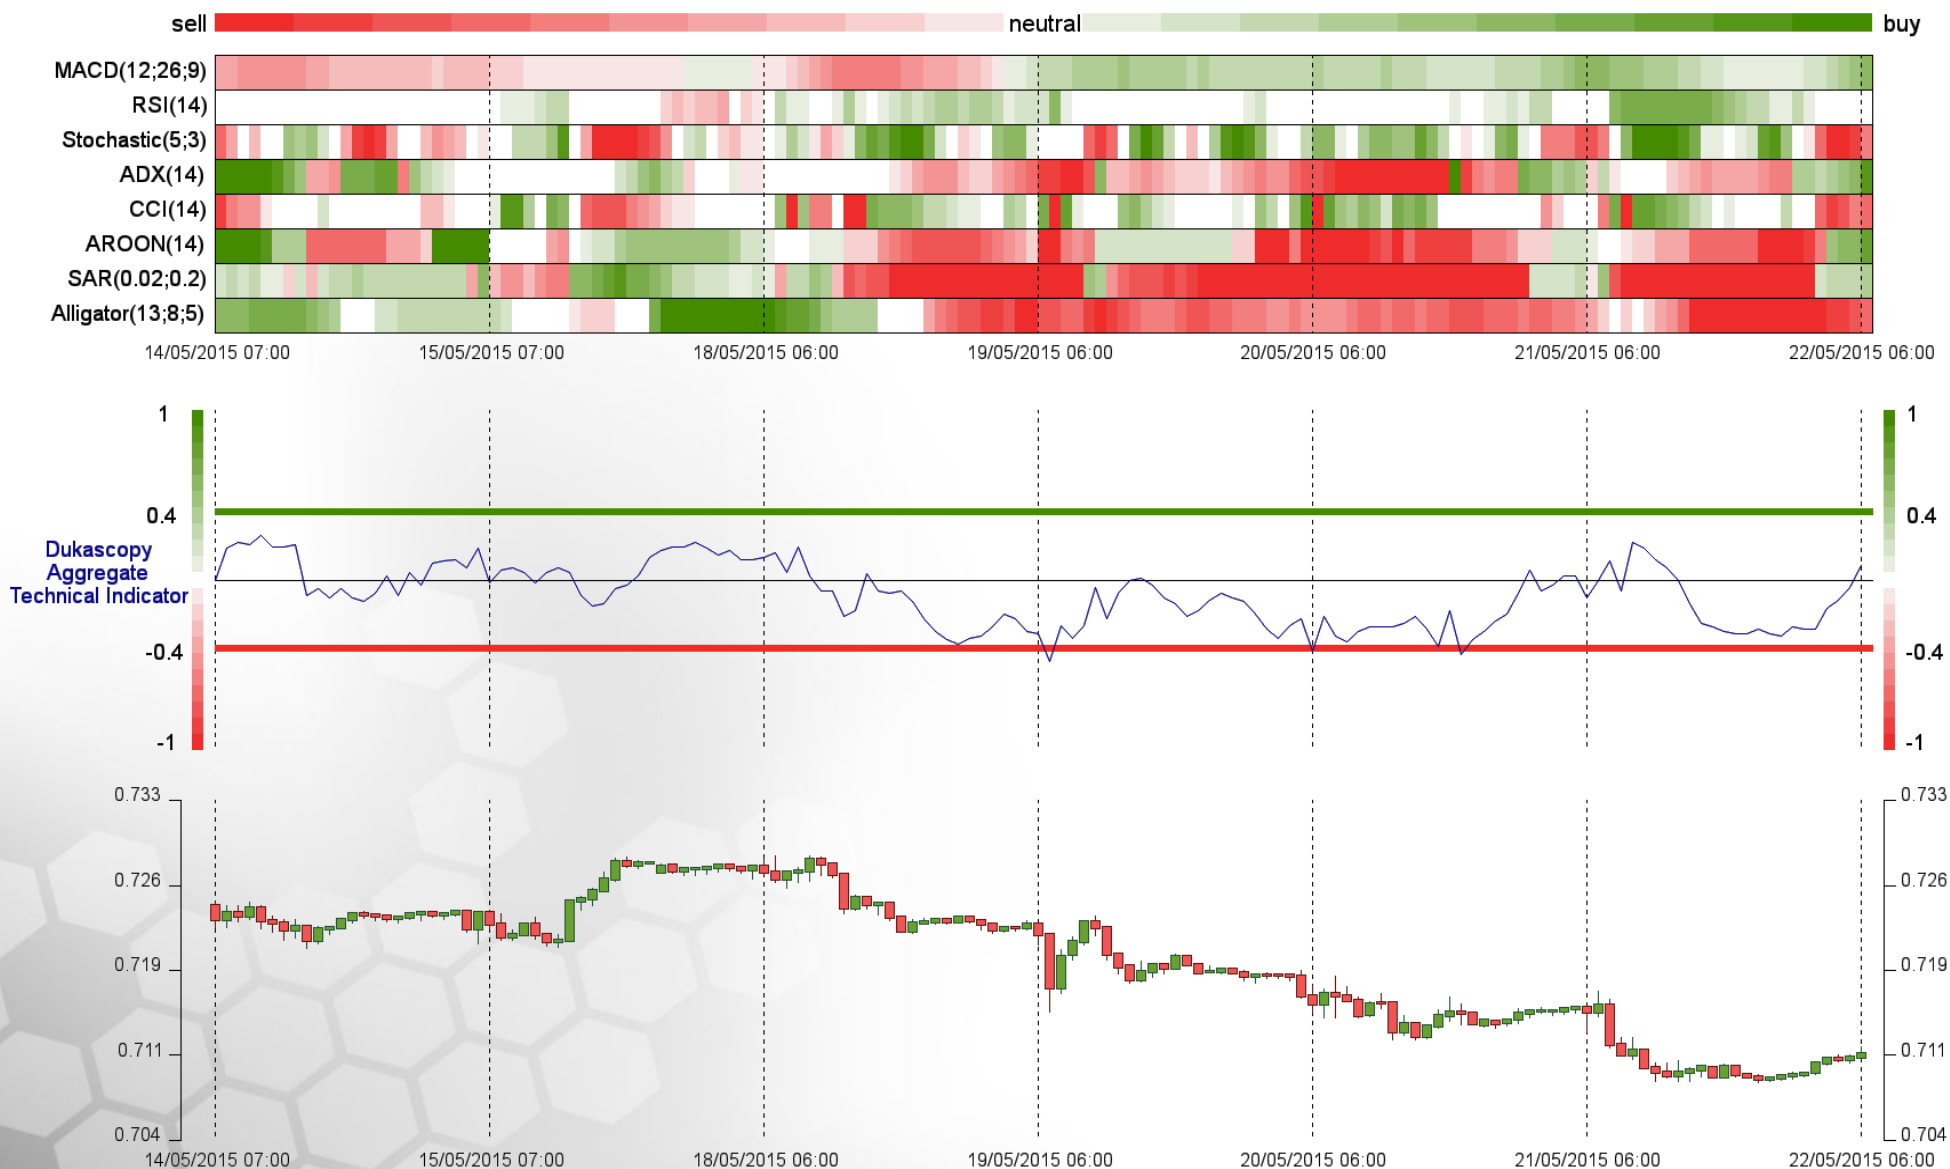 sell neutral buy
MACD(12;26;9)
RSI(14)
Stochastic(5;3)
ADX(14)
CCI(14)
AROON(14)
SAR(0.02;0.2)
Alligator(13;8;5)
14/05/2015 07:00 15/05/2015 07:00 18/05/2015 06:00 19/05/2015 06:00 20/05/2015 06:00 21/05/2015 06:00 22/05/2015 06:00
1 1
0.4 0.4
Dukascopy
Aggregate
Technical Indicator
-0.4 -0.4
-1 -1
0.733 0.733
0.726 0.726
0.719 0.719
0.711 0.711
0.704 0.704
14/05/2015 07:00 15/05/2015 07:00 18/05/2015 06:00 19/05/2015 06:00 20/05/2015 06:00 21/05/2015 06:00 22/05/2015 06:00